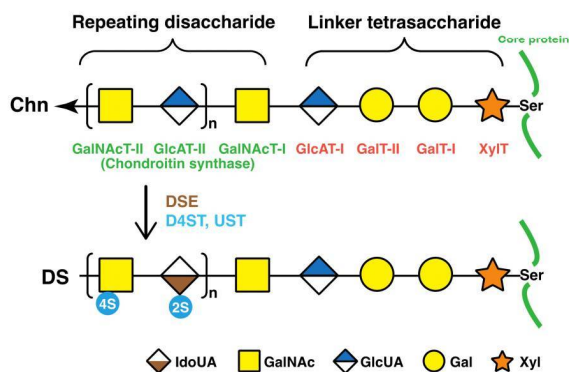 Repeating disaccharide Linker tetrasaccharide
Core protein
Chn n Ser
GalNAcT-II GlcAT-II GalNAcT-I GlcAT-I GalT-II GalT-I XylT
(Chondroitin synthase)
DSE
D4ST, UST
DS n Ser
4S 2S
IdoUA GalNAc GlcUA Gal Xyl